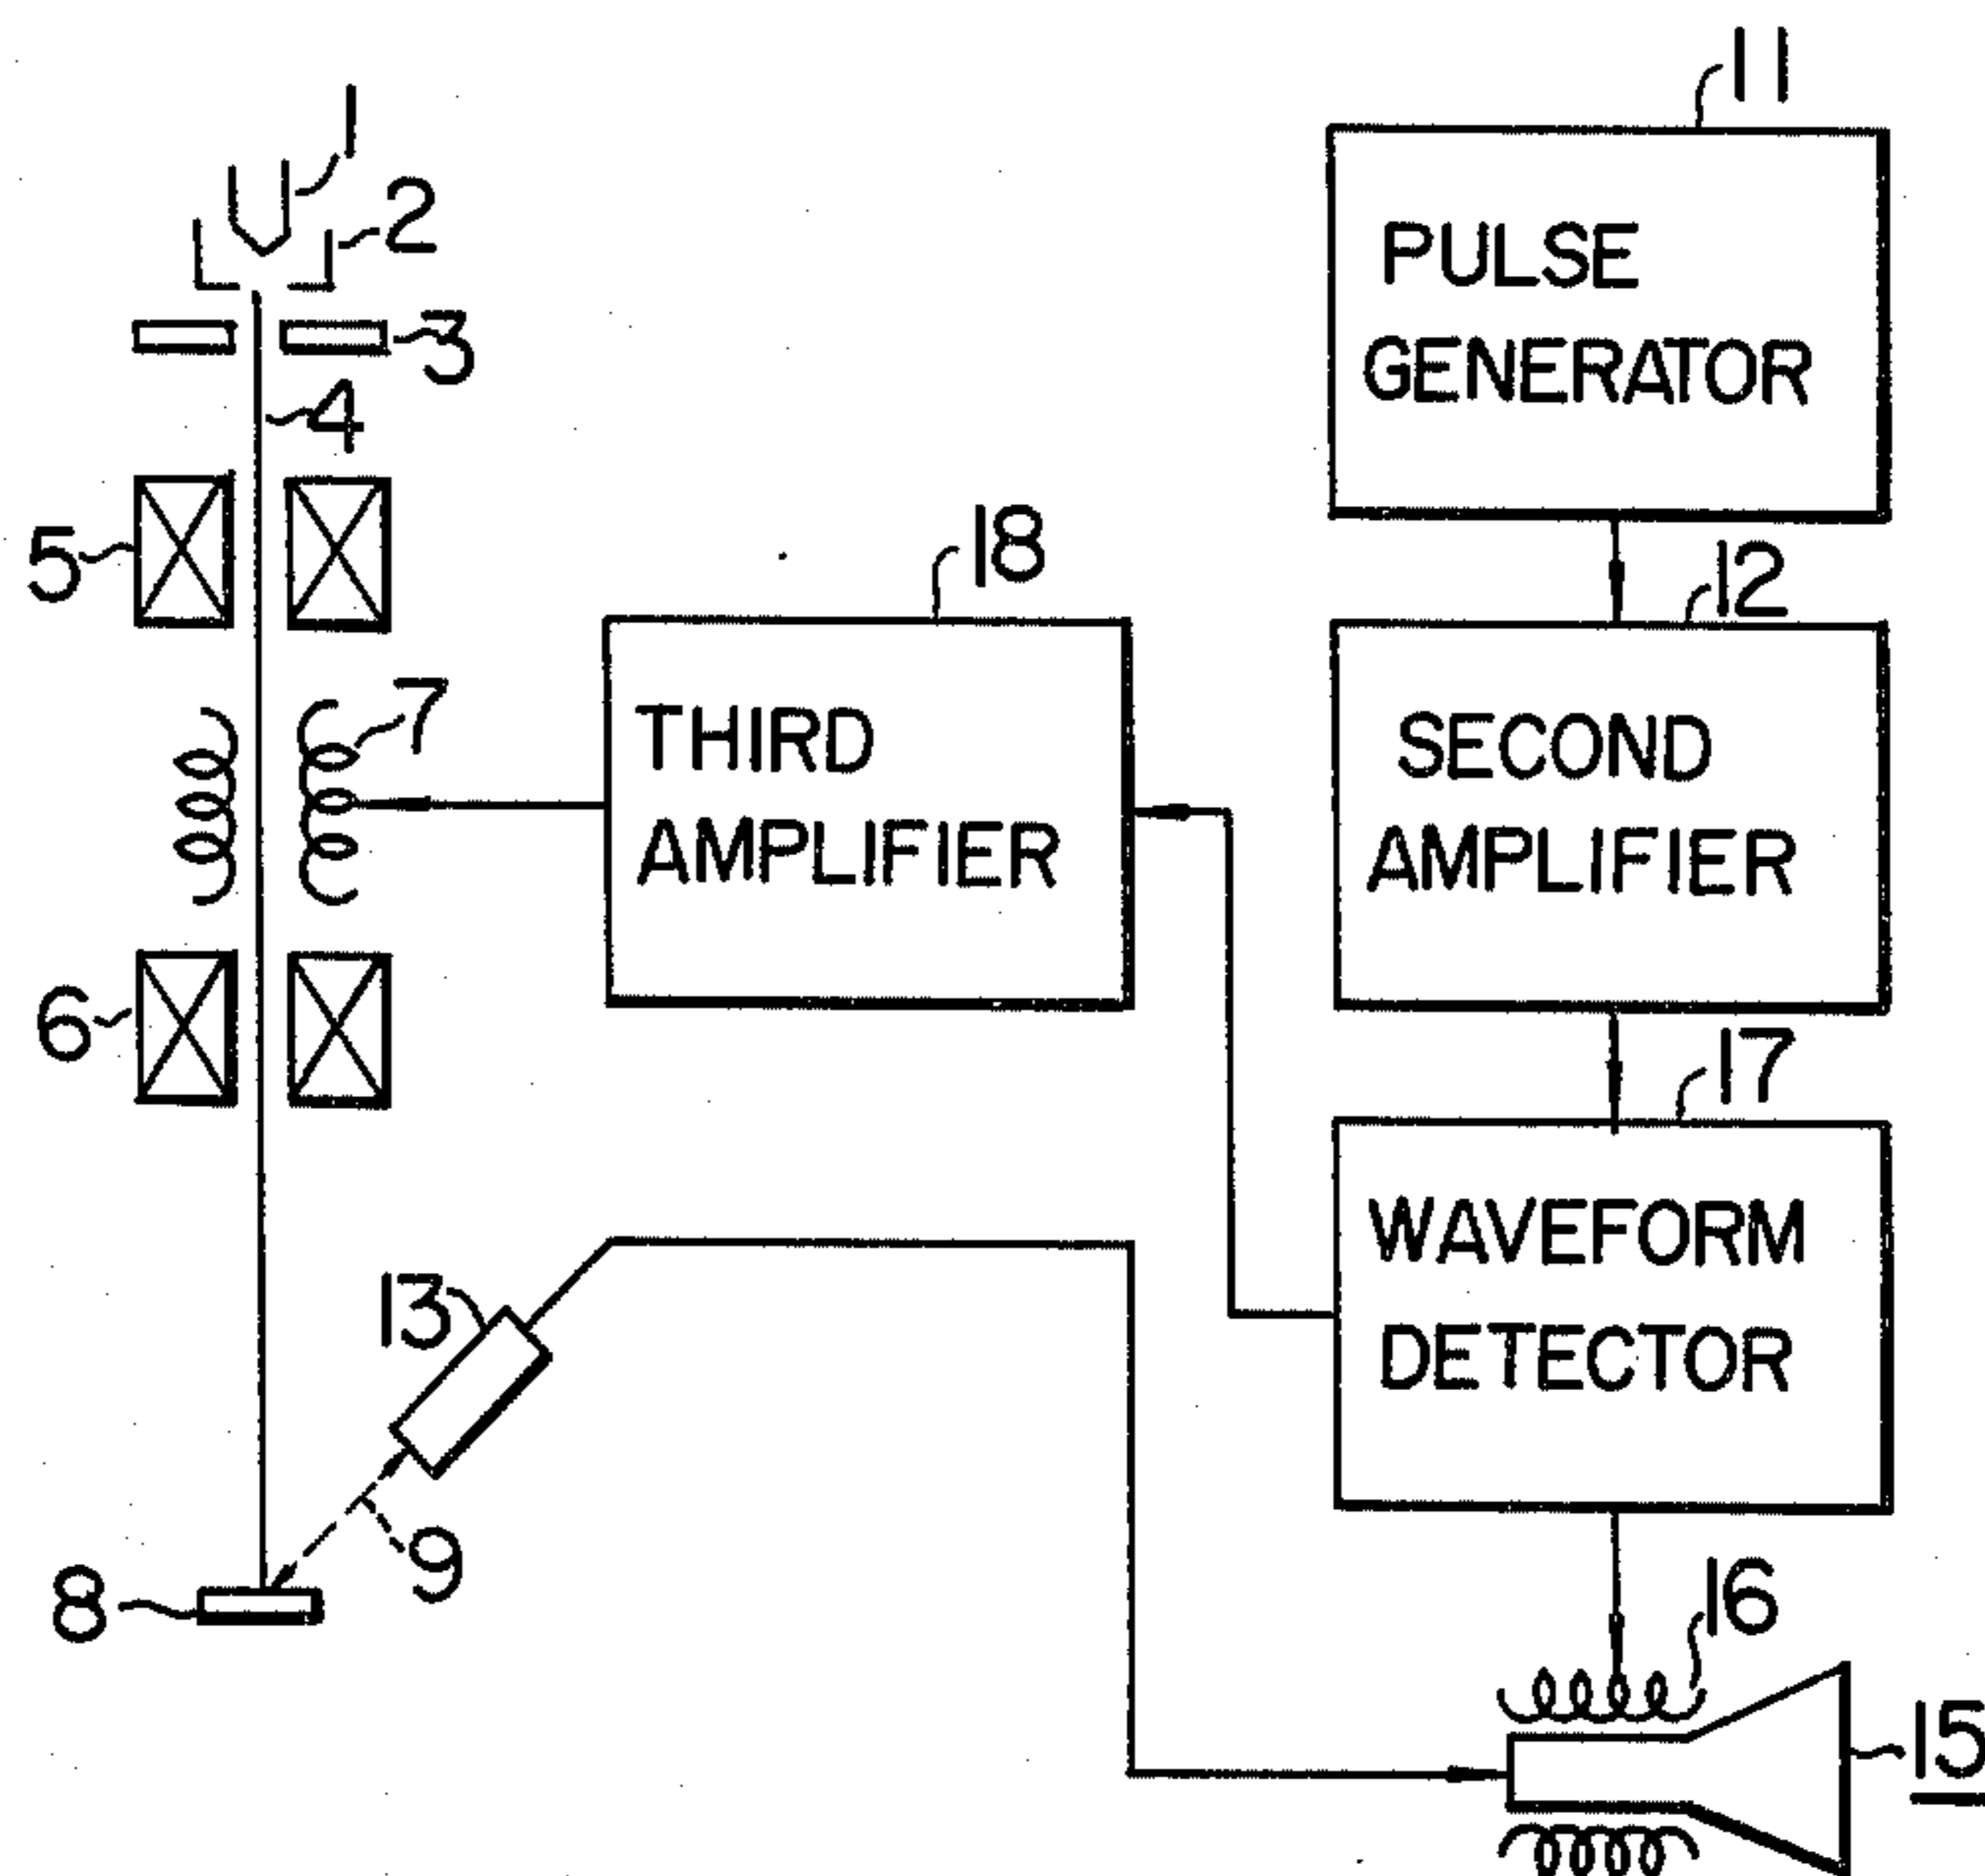 11
1
2
PULSE
GENERATOR
3
4
18
12
5
7
THIRD
AMPLIFIER
SECOND
AMPLIFIER
6
17
WAVEFORM
DETECTOR
13
9
8
16
15